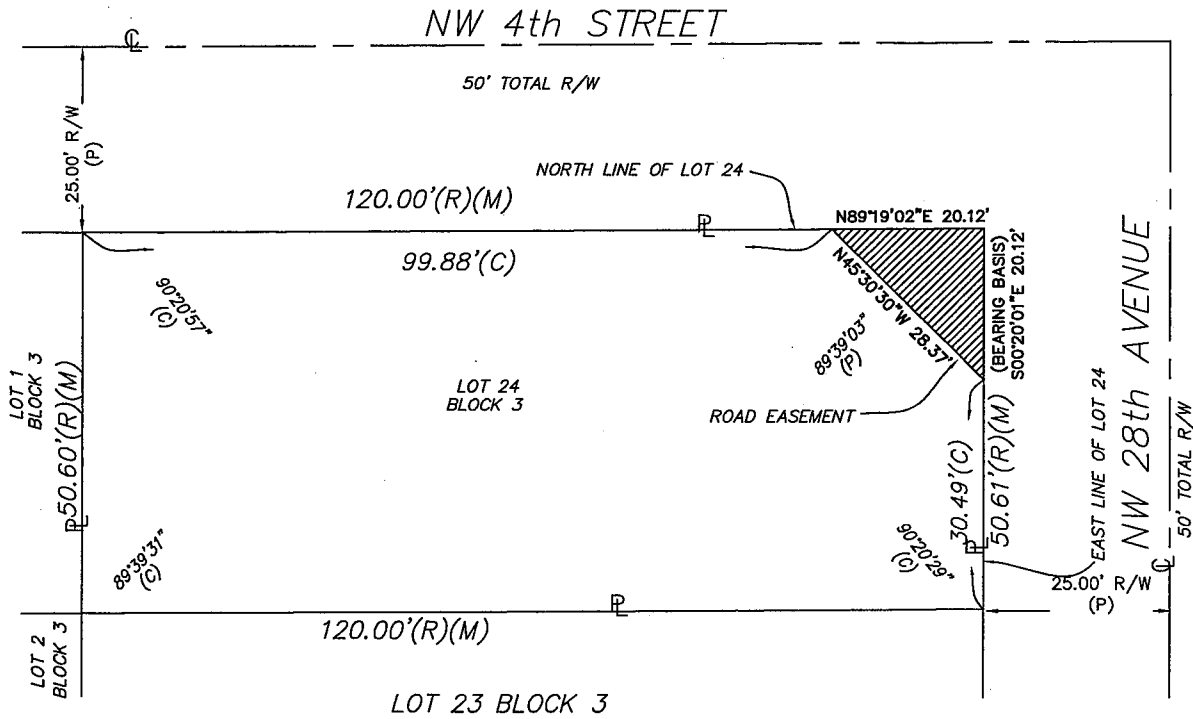 NW 4th STREET
℄
50' TOTAL R/W
25.00' R/W
(P)
NORTH LINE OF LOT 24
120.00'(R)(M)
℄
N89°19'02"E 20.12'
99.88'(C)
N45°30'30"W 28.37'
(BEARING BASIS)
S00°20'01"E 20.12'
90°20'57"
(C)
89°39'03"
(P)
LOT 24
BLOCK 3
ROAD EASEMENT
LOT 1
BLOCK 3
50.60'(R)(M)
PL
30.49'(C)
50.61'(R)(M)
PL
EAST LINE OF LOT 24
NW 28th AVENUE
50' TOTAL R/W
℄
89°39'31"
(C)
90°20'29"
(C)
25.00' R/W
(P)
PL
120.00'(R)(M)
LOT 2
BLOCK 3
LOT 23 BLOCK 3